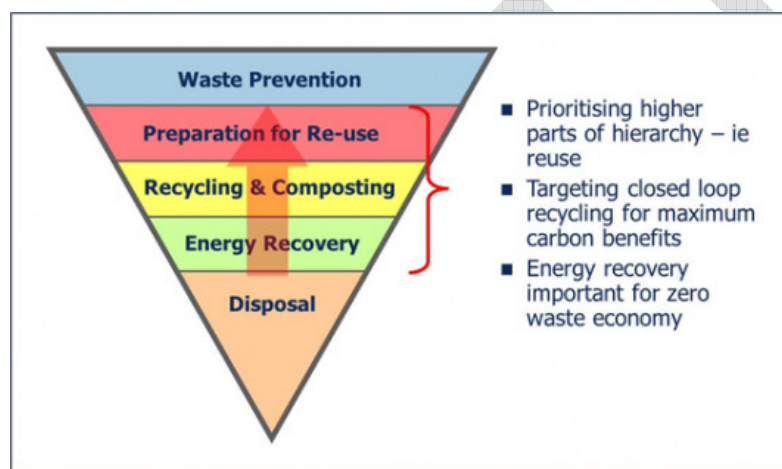 Waste Prevention
Preparation for Re-use
Recycling & Composting
Energy Recovery
Disposal
■ Prioritising higher
parts of hierarchy – ie
reuse
■ Targeting closed loop
recycling for maximum
carbon benefits
■ Energy recovery
important for zero
waste economy